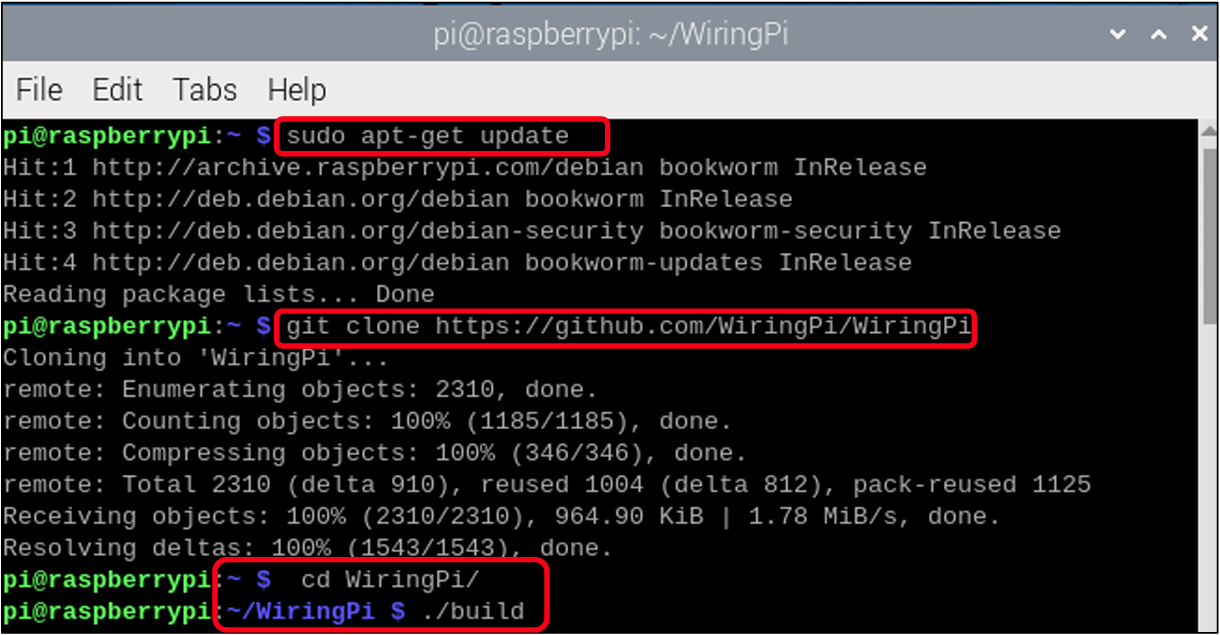 pi@raspberrypi: ~/WiringPi
File Edit Tabs Help
pi@raspberrypi:~ $ sudo apt-get update
Hit:1 http://archive.raspberrypi.com/debian bookworm InRelease
Hit:2 http://deb.debian.org/debian bookworm InRelease
Hit:3 http://deb.debian.org/debian-security bookworm-security InRelease
Hit:4 http://deb.debian.org/debian bookworm-updates InRelease
Reading package lists... Done
pi@raspberrypi:~ $ git clone https://github.com/WiringPi/WiringPi
Cloning into 'WiringPi'...
remote: Enumerating objects: 2310, done.
remote: Counting objects: 100% (1185/1185), done.
remote: Compressing objects: 100% (346/346), done.
remote: Total 2310 (delta 910), reused 1004 (delta 812), pack-reused 1125
Receiving objects: 100% (2310/2310), 964.90 KiB | 1.78 MiB/s, done.
Resolving deltas: 100% (1543/1543), done.
pi@raspberrypi:~ $  cd WiringPi/
pi@raspberrypi:~/WiringPi $ ./build